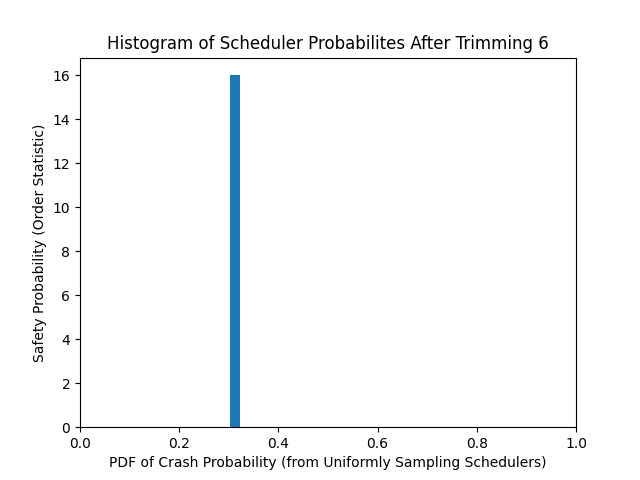 Histogram of Scheduler Probabilites After Trimming 6
Safety Probability (Order Statistic)
16
14
12
10
8
6
4
2
0
0.0 0.2 0.4 0.6 0.8 1.0
PDF of Crash Probability (from Uniformly Sampling Schedulers)